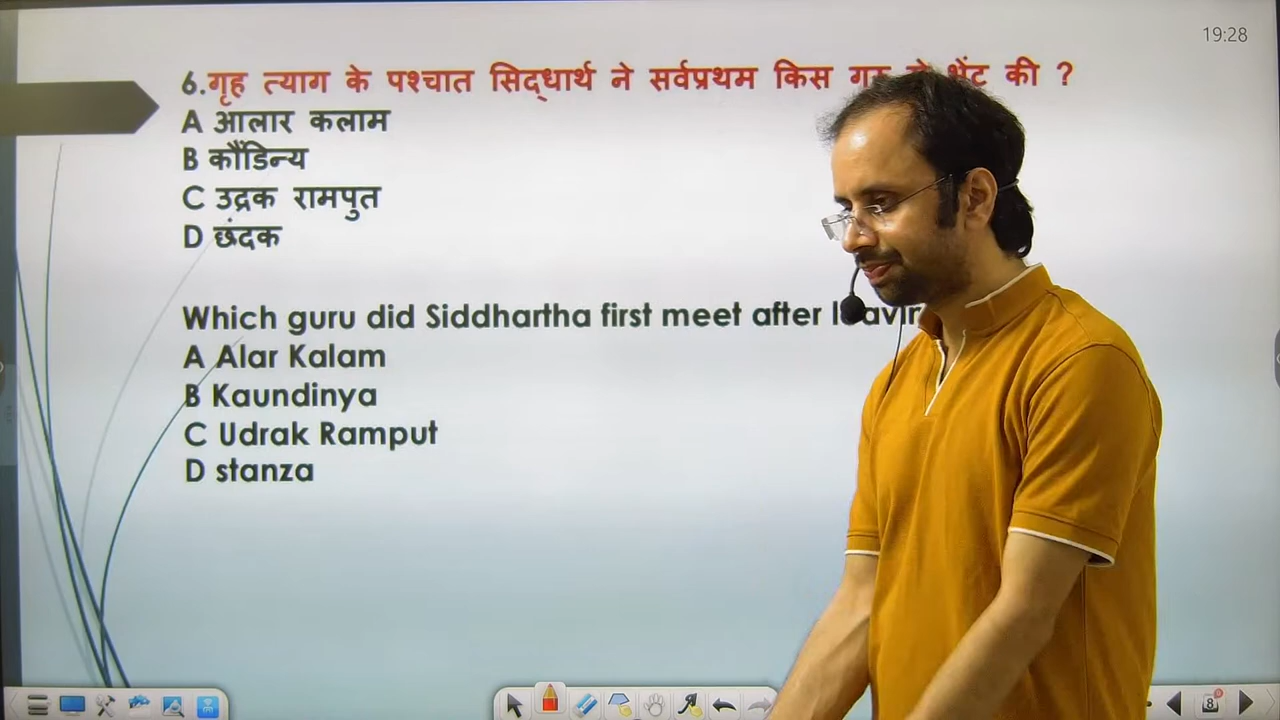 19:28
6.गृह त्याग के पश्चात सिद्धार्थ ने सर्वप्रथम किस भेंट की ?
A आलार कलाम
B कौंडिन्य
C उद्रक रामपुत
D छंदक
Which guru did Siddhartha first meet after
A Alar Kalam
B Kaundinya
C Udrak Ramput
D stanza
8